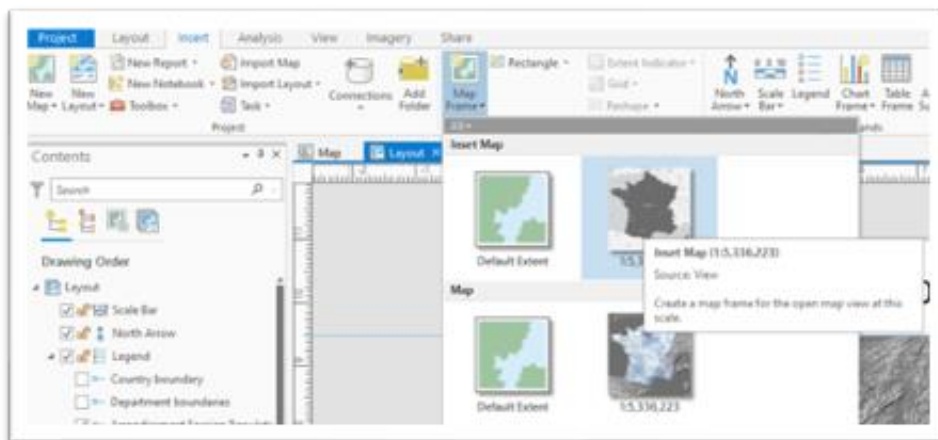 Project Layout Insert Analysis View Imagery Share
New Report Import Map Rectangle Extent Indicator
New Notebook Import Layout Grid
New Map New Layout Toolbox Task Connections Add Folder Map Frame Reshape North Arrow Scale Bar Legend Chart Frame Table Frame
Project
Contents
Map Layout
Inset Map
Search
Default Extent
Inset Map (1:5,336,223)
Source: View
Create a map frame for the open map view at this scale.
Drawing Order
Layout
Map
Scale Bar
North Arrow
Legend
Country boundary
Department boundaries
Default Extent 1:5,336,223